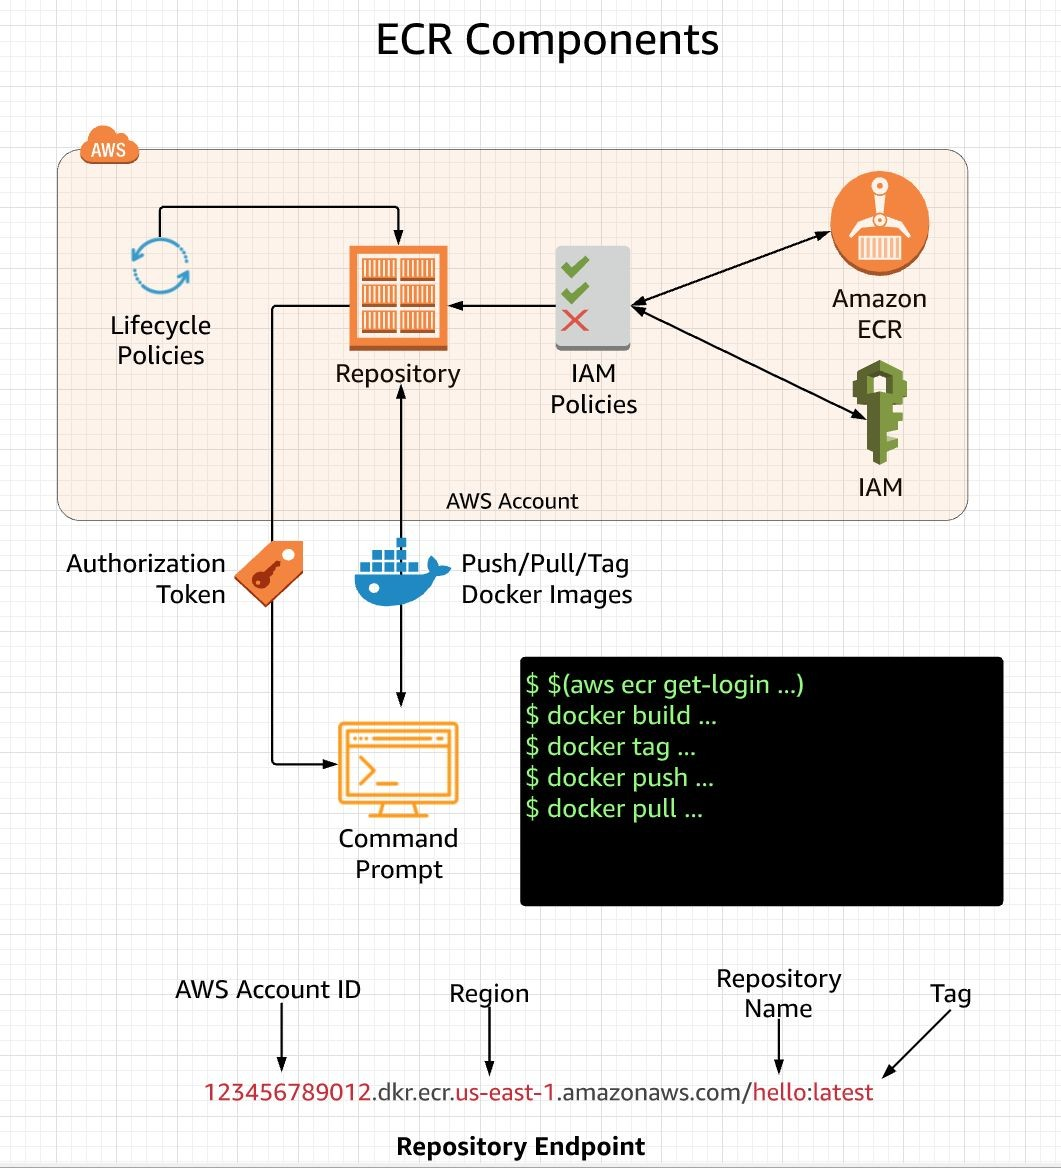 ECR Components
AWS
Lifecycle
Policies
Repository
IAM
Policies
Amazon
ECR
IAM
AWS Account
Authorization
Token
Push/Pull/Tag
Docker Images
Command
Prompt
$ $(aws ecr get-login ...)
$ docker build ...
$ docker tag ...
$ docker push ...
$ docker pull ...
AWS Account ID
Region
Repository
Name
Tag
123456789012.dkr.ecr.us-east-1.amazonaws.com/hello:latest
Repository Endpoint